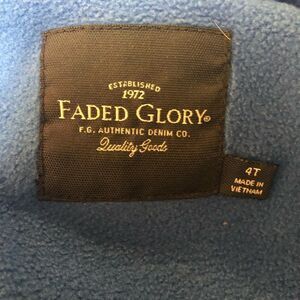 ESTABLISHED
1972
FADED GLORY®
F.G. AUTHENTIC DENIM CO.
Quality Goods
4T
MADE IN
VIETNAM